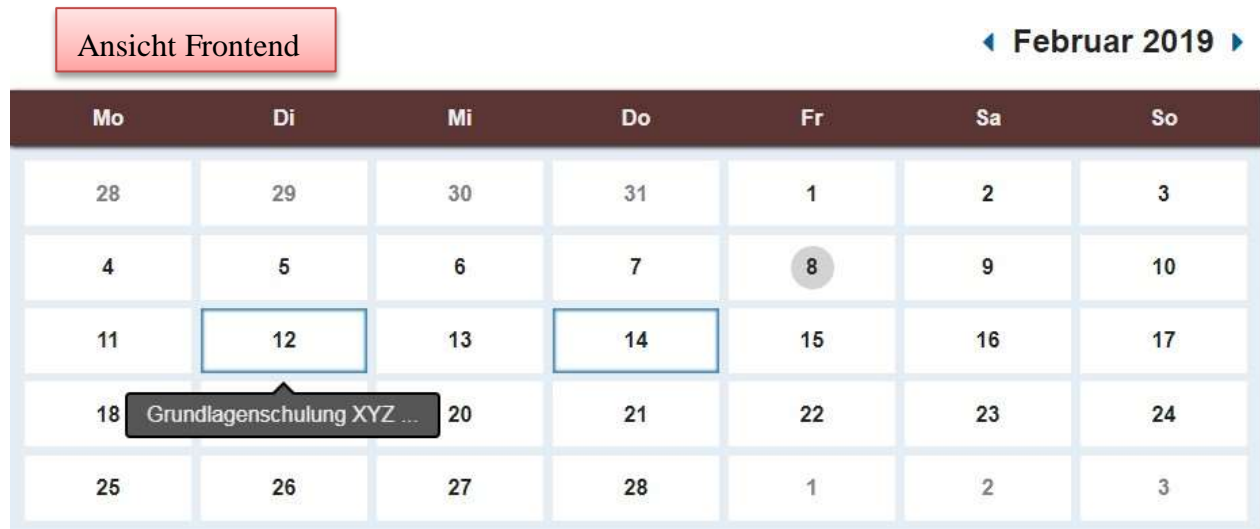 Ansicht Frontend
Februar 2019
Mo Di Mi Do Fr Sa So
28 29 30 31 1 2 3
4 5 6 7 8 9 10
11 12 13 14 15 16 17
18 Grundlagenschulung XYZ ... 20 21 22 23 24
25 26 27 28 1 2 3